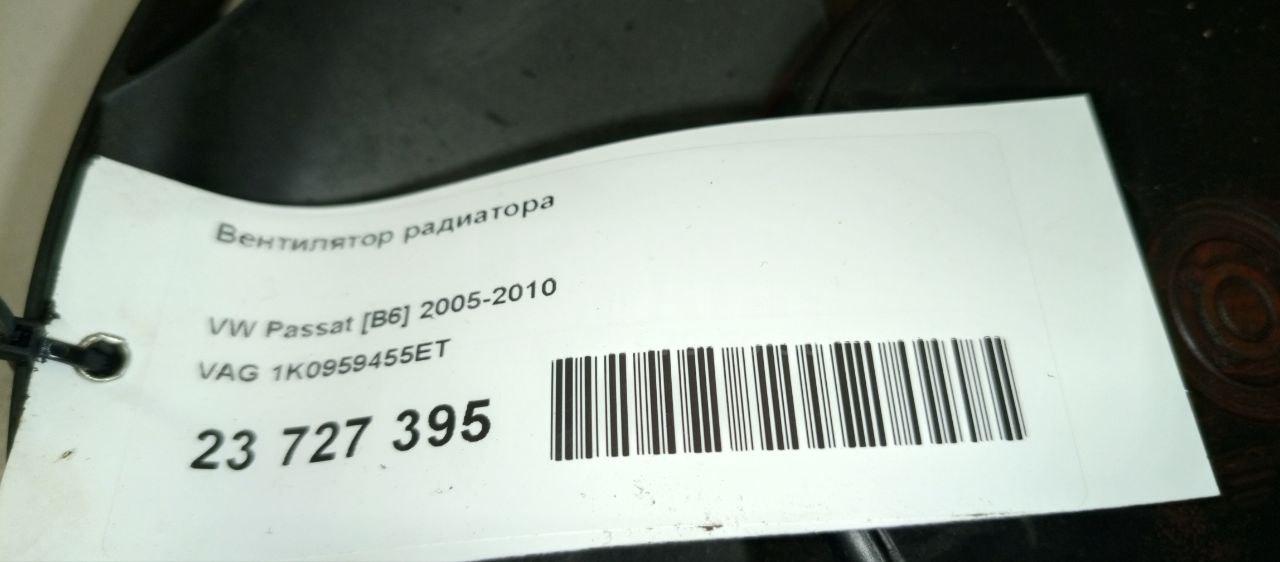 Вентилятор радиатора
VW Passat [B6] 2005-2010
VAG 1K0959455ET
23 727 395